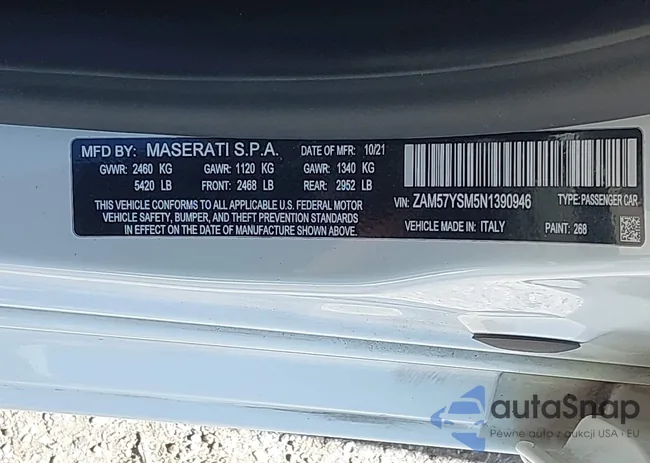 MFD BY: MASERATI S.P.A. DATE OF MFR: 10/21
GVWR: 2460 KG GAWR: 1120 KG GAWR: 1340 KG
5420 LB FRONT: 2468 LB REAR: 2952 LB
THIS VEHICLE CONFORMS TO ALL APPLICABLE U.S. FEDERAL MOTOR
VEHICLE SAFETY, BUMPER, AND THEFT PREVENTION STANDARDS
IN EFFECT ON THE DATE OF MANUFACTURE SHOWN ABOVE.
VIN: ZAM57YSM5N1390946 TYPE: PASSENGER CAR
MADE IN: ITALY PAINT: 268
autaSnap
Pewne auto z aukcji USA i EU